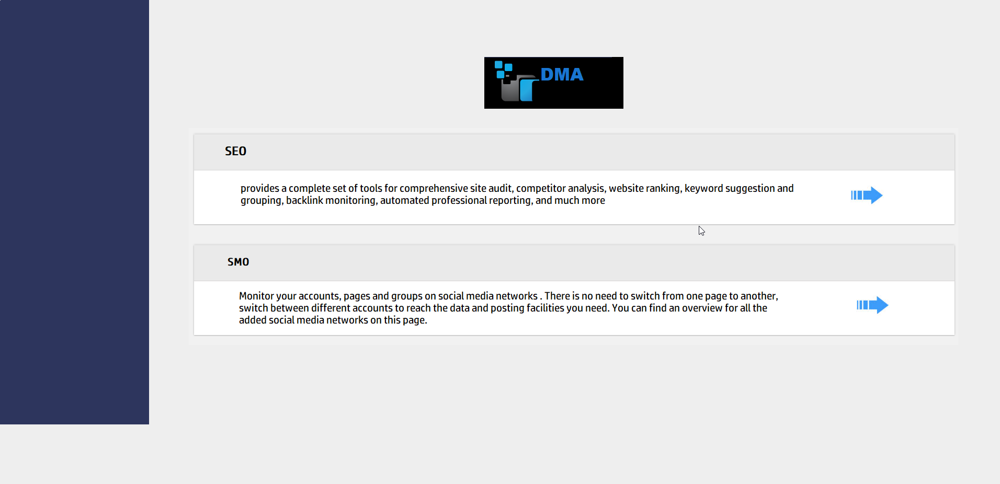 DMA
SEO
provides a complete set of tools for comprehensive site audit, competitor analysis, website ranking, keyword suggestion and
grouping, backlink monitoring, automated professional reporting, and much more
SMO
Monitor your accounts, pages and groups on social media networks . There is no need to switch from one page to another,
switch between different accounts to reach the data and posting facilities you need. You can find an overview for all the
added social media networks on this page.